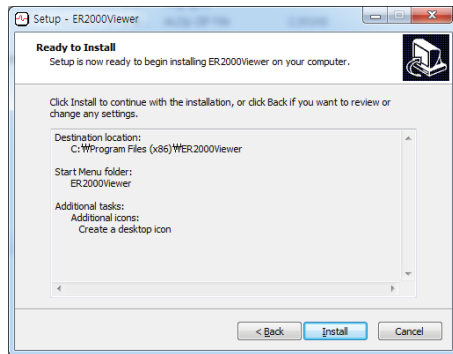 Setup - ER2000Viewer
Ready to Install
Setup is now ready to begin installing ER2000Viewer on your computer.
Click Install to continue with the installation, or click Back if you want to review or
change any settings.
Destination location:
C:₩Program Files (x86)₩ER2000Viewer
Start Menu folder:
ER2000Viewer
Additional tasks:
Additional icons:
Create a desktop icon
< Back
Install
Cancel